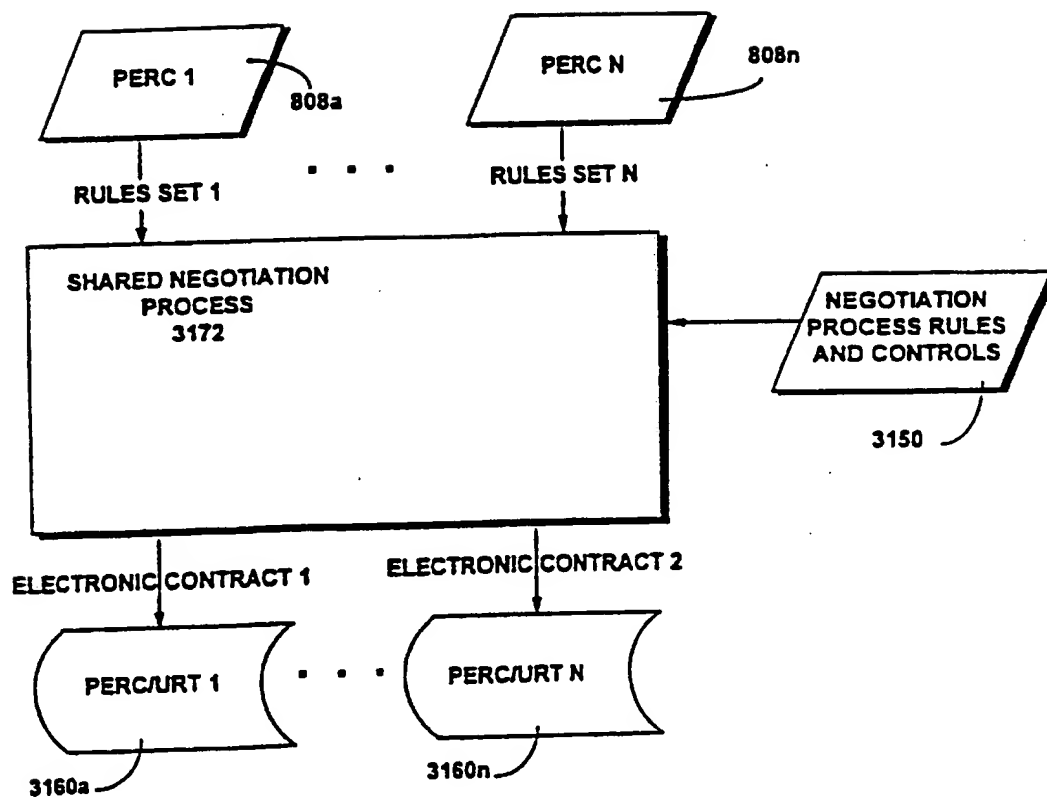 PERC 1
808a
PERC N
808n
RULES SET 1
RULES SET N
SHARED NEGOTIATION
PROCESS
3172
NEGOTIATION
PROCESS RULES
AND CONTROLS
3150
ELECTRONIC CONTRACT 1
ELECTRONIC CONTRACT 2
PERC/URT 1
PERC/URT N
3160a
3160n